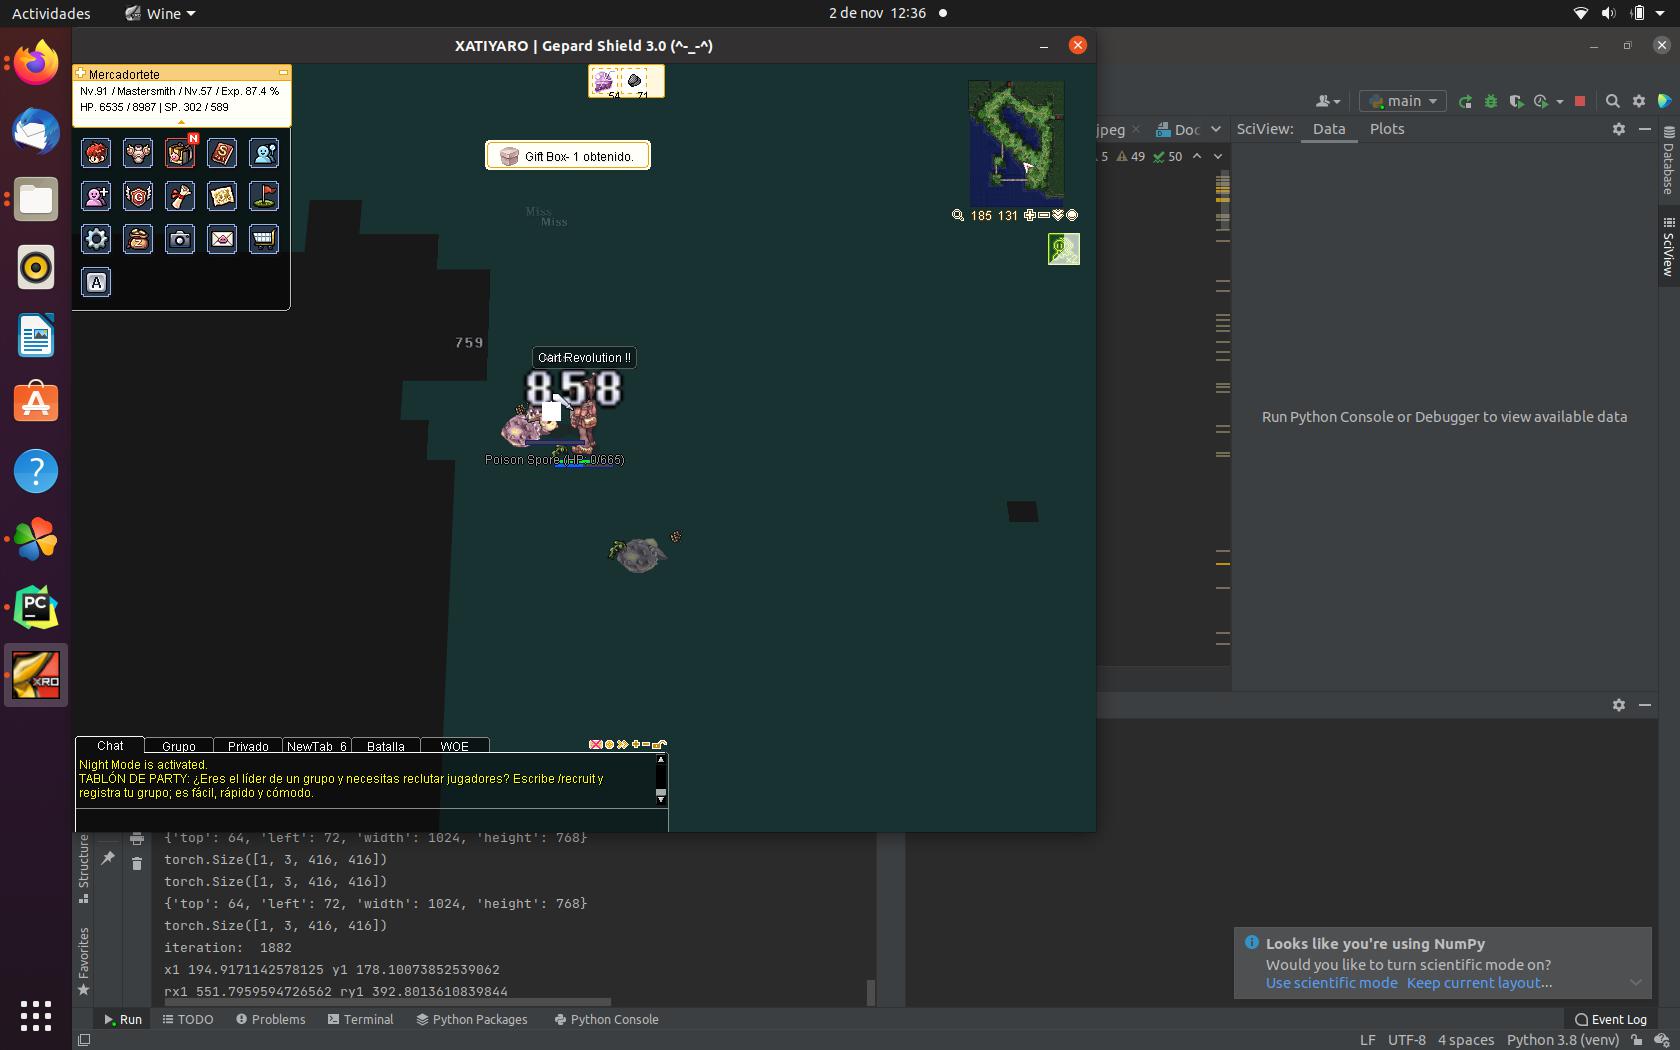 Actividades
Wine
2 de nov 12:36
XATIYARO | Gepard Shield 3.0 (^-_-^)
Mercadortete
Nv.91 / Mastersmith / Nv.57 / Exp. 87.4 %
HP. 6535 / 8987 | SP. 302 / 589
N
A
54 71
Gift Box- 1 obtenido.
Miss
Miss
185 131
759
Cart Revolution !!
858
Poison Spore (HP: 0/665)
Chat Grupo Privado NewTab_6 Batalla WOE
Night Mode is activated.
TABLÓN DE PARTY: ¿Eres el líder de un grupo y necesitas reclutar jugadores? Escribe /recruit y
registra tu grupo; es fácil, rápido y cómodo.
main
jpeg
Doc
SciView: Data Plots
5 49 50
Database
SciView
Run Python Console or Debugger to view available data
PC
XRO
Structure
Favorites
{'top': 64, 'left': 72, 'width': 1024, 'height': 768}
torch.Size([1, 3, 416, 416])
torch.Size([1, 3, 416, 416])
{'top': 64, 'left': 72, 'width': 1024, 'height': 768}
torch.Size([1, 3, 416, 416])
iteration: 1882
x1 194.9171142578125 y1 178.10073852539062
rx1 551.7959594726562 ry1 392.8013610839844
Looks like you're using NumPy
Would you like to turn scientific mode on?
Use scientific mode Keep current layout...
Run TODO Problems Terminal Python Packages Python Console
Event Log
LF UTF-8 4 spaces Python 3.8 (venv)